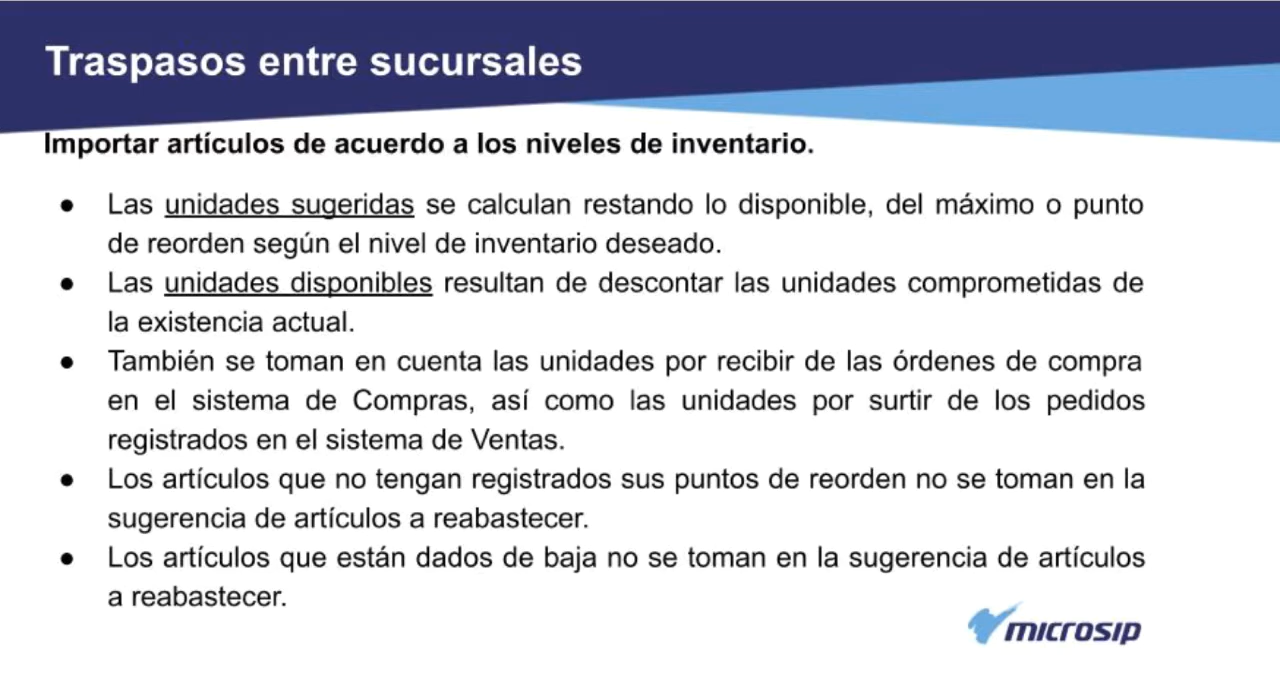 Traspasos entre sucursales
Importar artículos de acuerdo a los niveles de inventario.
● Las unidades sugeridas se calculan restando lo disponible, del máximo o punto
de reorden según el nivel de inventario deseado.
● Las unidades disponibles resultan de descontar las unidades comprometidas de
la existencia actual.
● También se toman en cuenta las unidades por recibir de las órdenes de compra
en el sistema de Compras, así como las unidades por surtir de los pedidos
registrados en el sistema de Ventas.
● Los artículos que no tengan registrados sus puntos de reorden no se toman en la
sugerencia de artículos a reabastecer.
● Los artículos que están dados de baja no se toman en la sugerencia de artículos
a reabastecer.
microsip